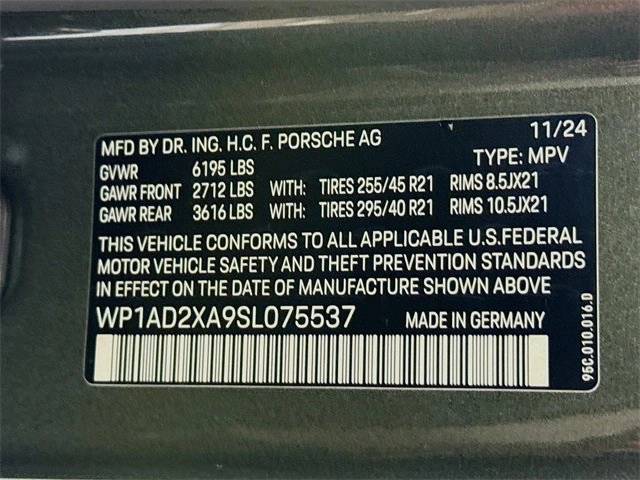 MFD BY DR. ING. H.C. F. PORSCHE AG 11/24
GVWR 6195 LBS TYPE: MPV
GAWR FRONT 2712 LBS WITH: TIRES 255/45 R21 RIMS 8.5JX21
GAWR REAR 3616 LBS WITH: TIRES 295/40 R21 RIMS 10.5JX21
THIS VEHICLE CONFORMS TO ALL APPLICABLE U.S.FEDERAL
MOTOR VEHICLE SAFETY AND THEFT PREVENTION STANDARDS
IN EFFECT ON THE DATE OF MANUFACTURE SHOWN ABOVE
WP1AD2XA9SL075537
95C.010.016.D